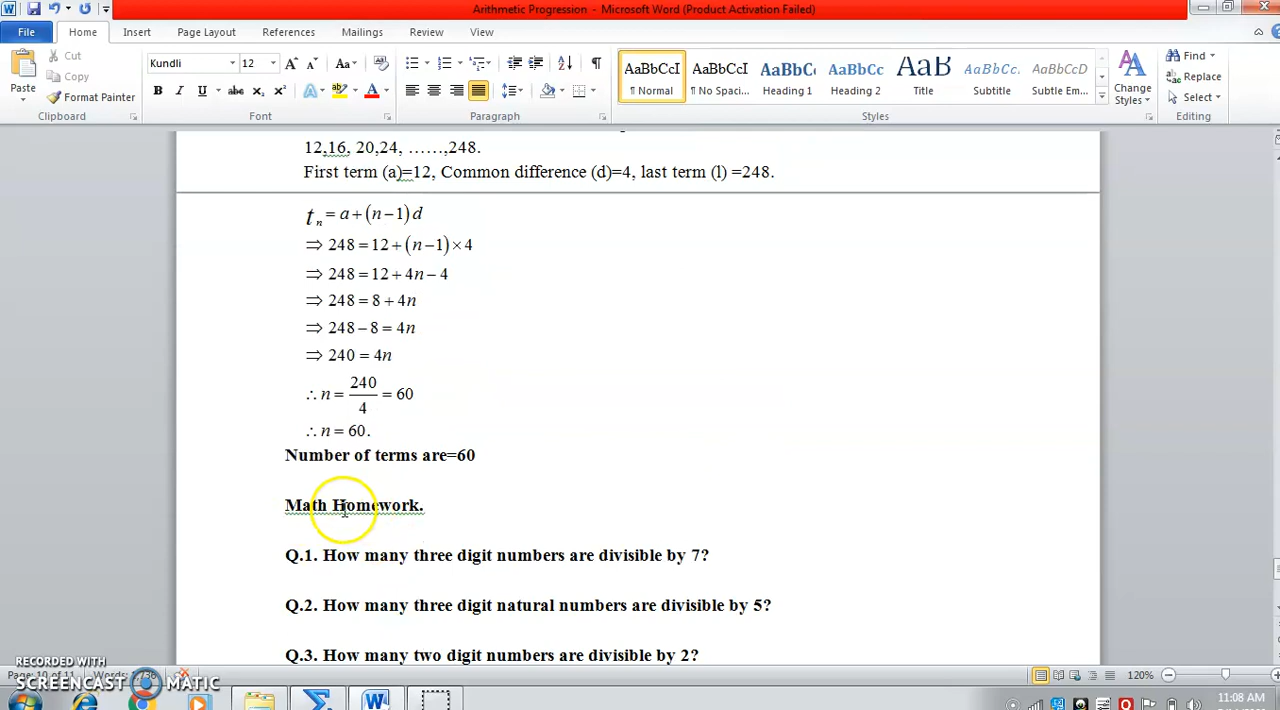 Arithmetic Progression - Microsoft Word (Product Activation Failed)
File Home Insert Page Layout References Mailings Review View
Paste
Cut
Copy
Format Painter
Clipboard
Kundli 12
Font
Paragraph
AaBbCcI AaBbCcI AaBbCc AaBbCc AaB AaBbCc. AaBbCcD
¶ Normal ¶ No Spaci... Heading 1 Heading 2 Title Subtitle Subtle Em...
Change Styles
Styles
Find
Replace
Select
Editing
12,16, 20,24, ……,248.
First term (a)=12, Common difference (d)=4, last term (l) =248.
tₙ = a+(n−1)d
⇒ 248 = 12+(n−1)×4
⇒ 248 = 12+4n−4
⇒ 248 = 8+4n
⇒ 248−8 = 4n
⇒ 240 = 4n
∴ n = 240/4 = 60
∴ n = 60.
Number of terms are=60
Math Homework.
Q.1. How many three digit numbers are divisible by 7?
Q.2. How many three digit natural numbers are divisible by 5?
Q.3. How many two digit numbers are divisible by 2?
RECORDED WITH
SCREENCAST MATIC
Page: 10 of 11
120%
11:08 AM